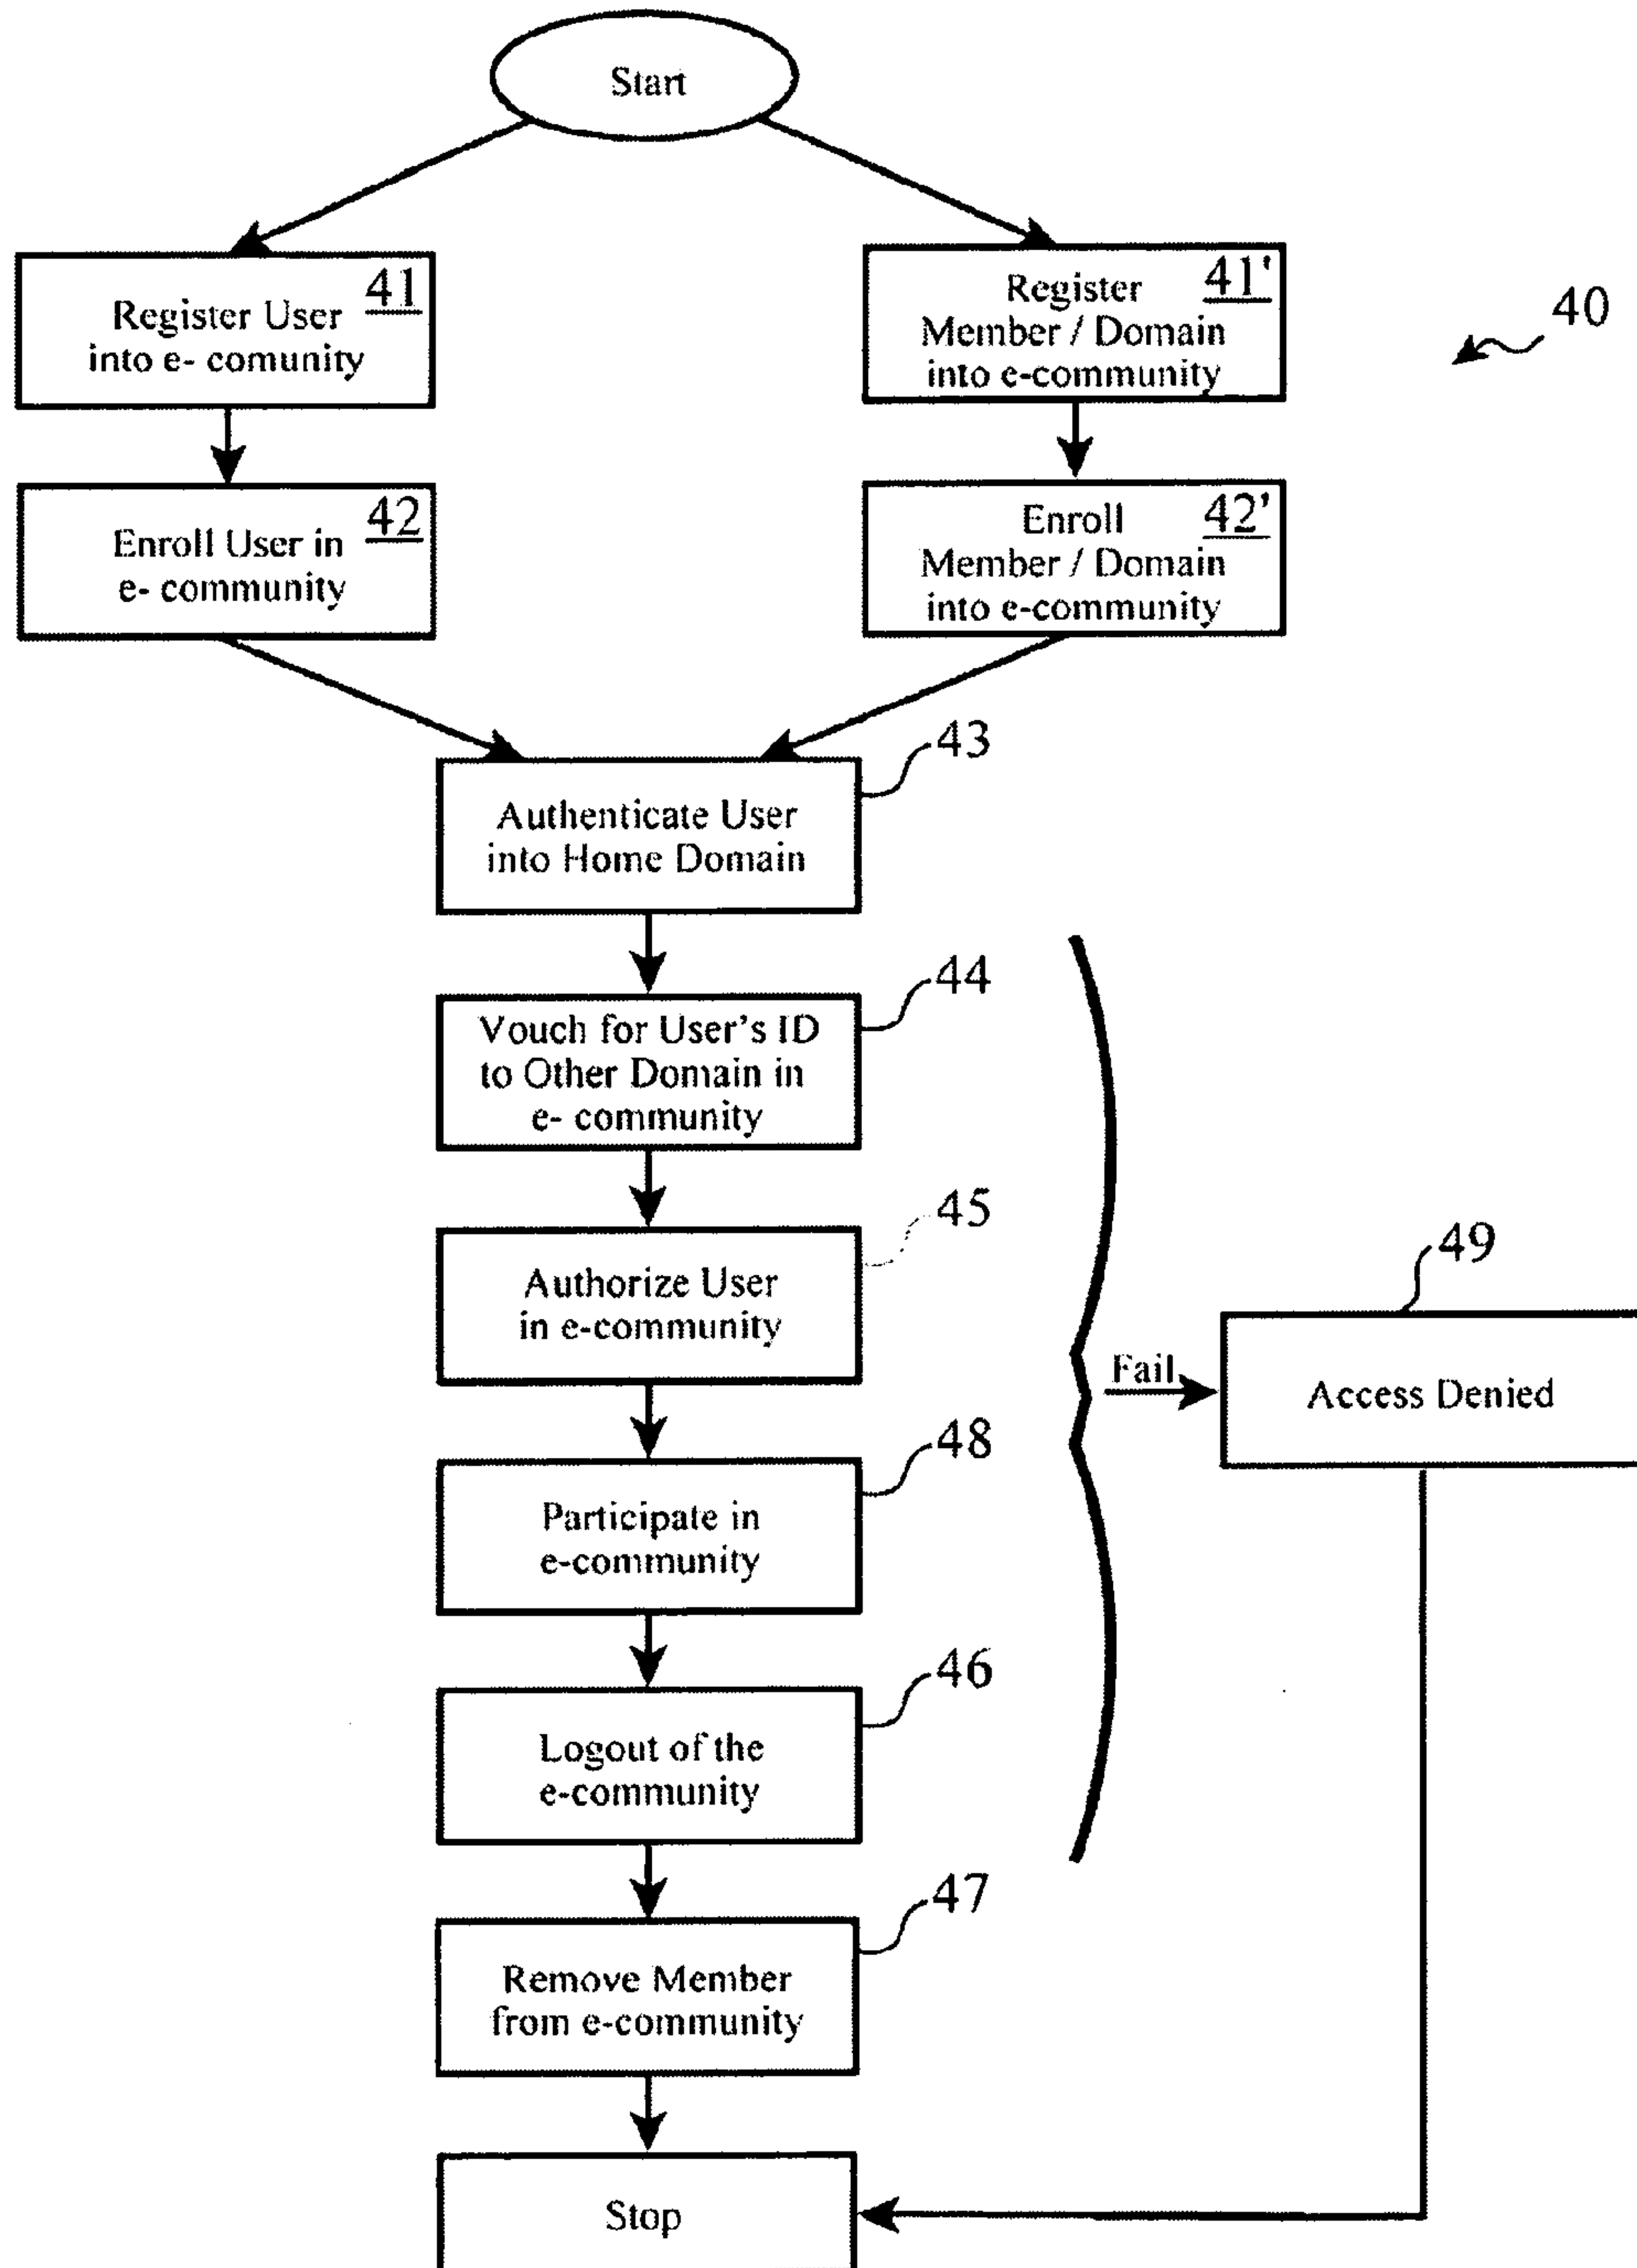 Start
41
Register User
into e- comunity
41'
Register
Member / Domain
into e-community
40
42
Enroll User in
e- community
42'
Enroll
Member / Domain
into e-community
43
Authenticate User
into Home Domain
44
Vouch for User's ID
to Other Domain in
e- community
45
Authorize User
in e-community
49
Fail
Access Denied
48
Participate in
e-community
46
Logout of the
e-community
47
Remove Member
from e-community
Stop